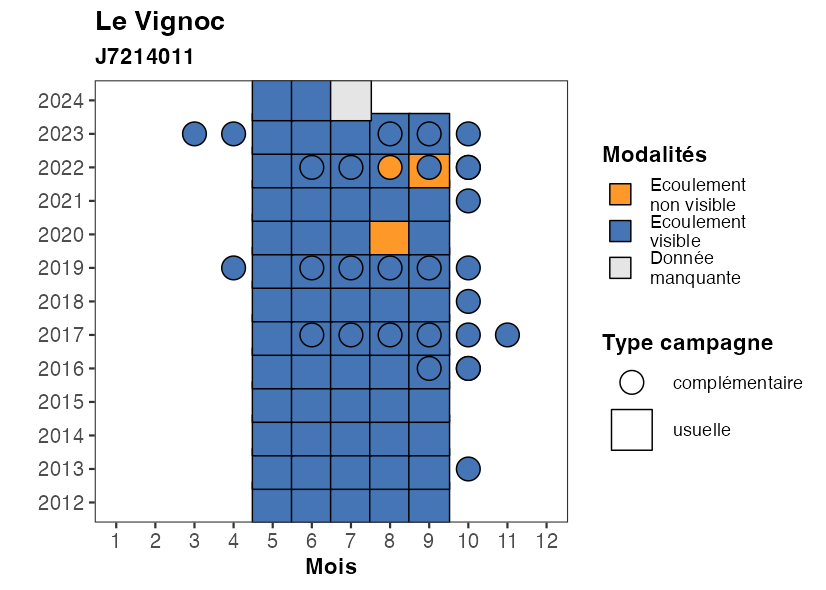 Le Vignoc
J7214011
2024
2023
2022
2021
2020
2019
2018
2017
2016
2015
2014
2013
2012
1 2 3 4 5 6 7 8 9 10 11 12
Mois
Modalités
Ecoulement
non visible
Ecoulement
visible
Donnée
manquante
Type campagne
complémentaire
usuelle